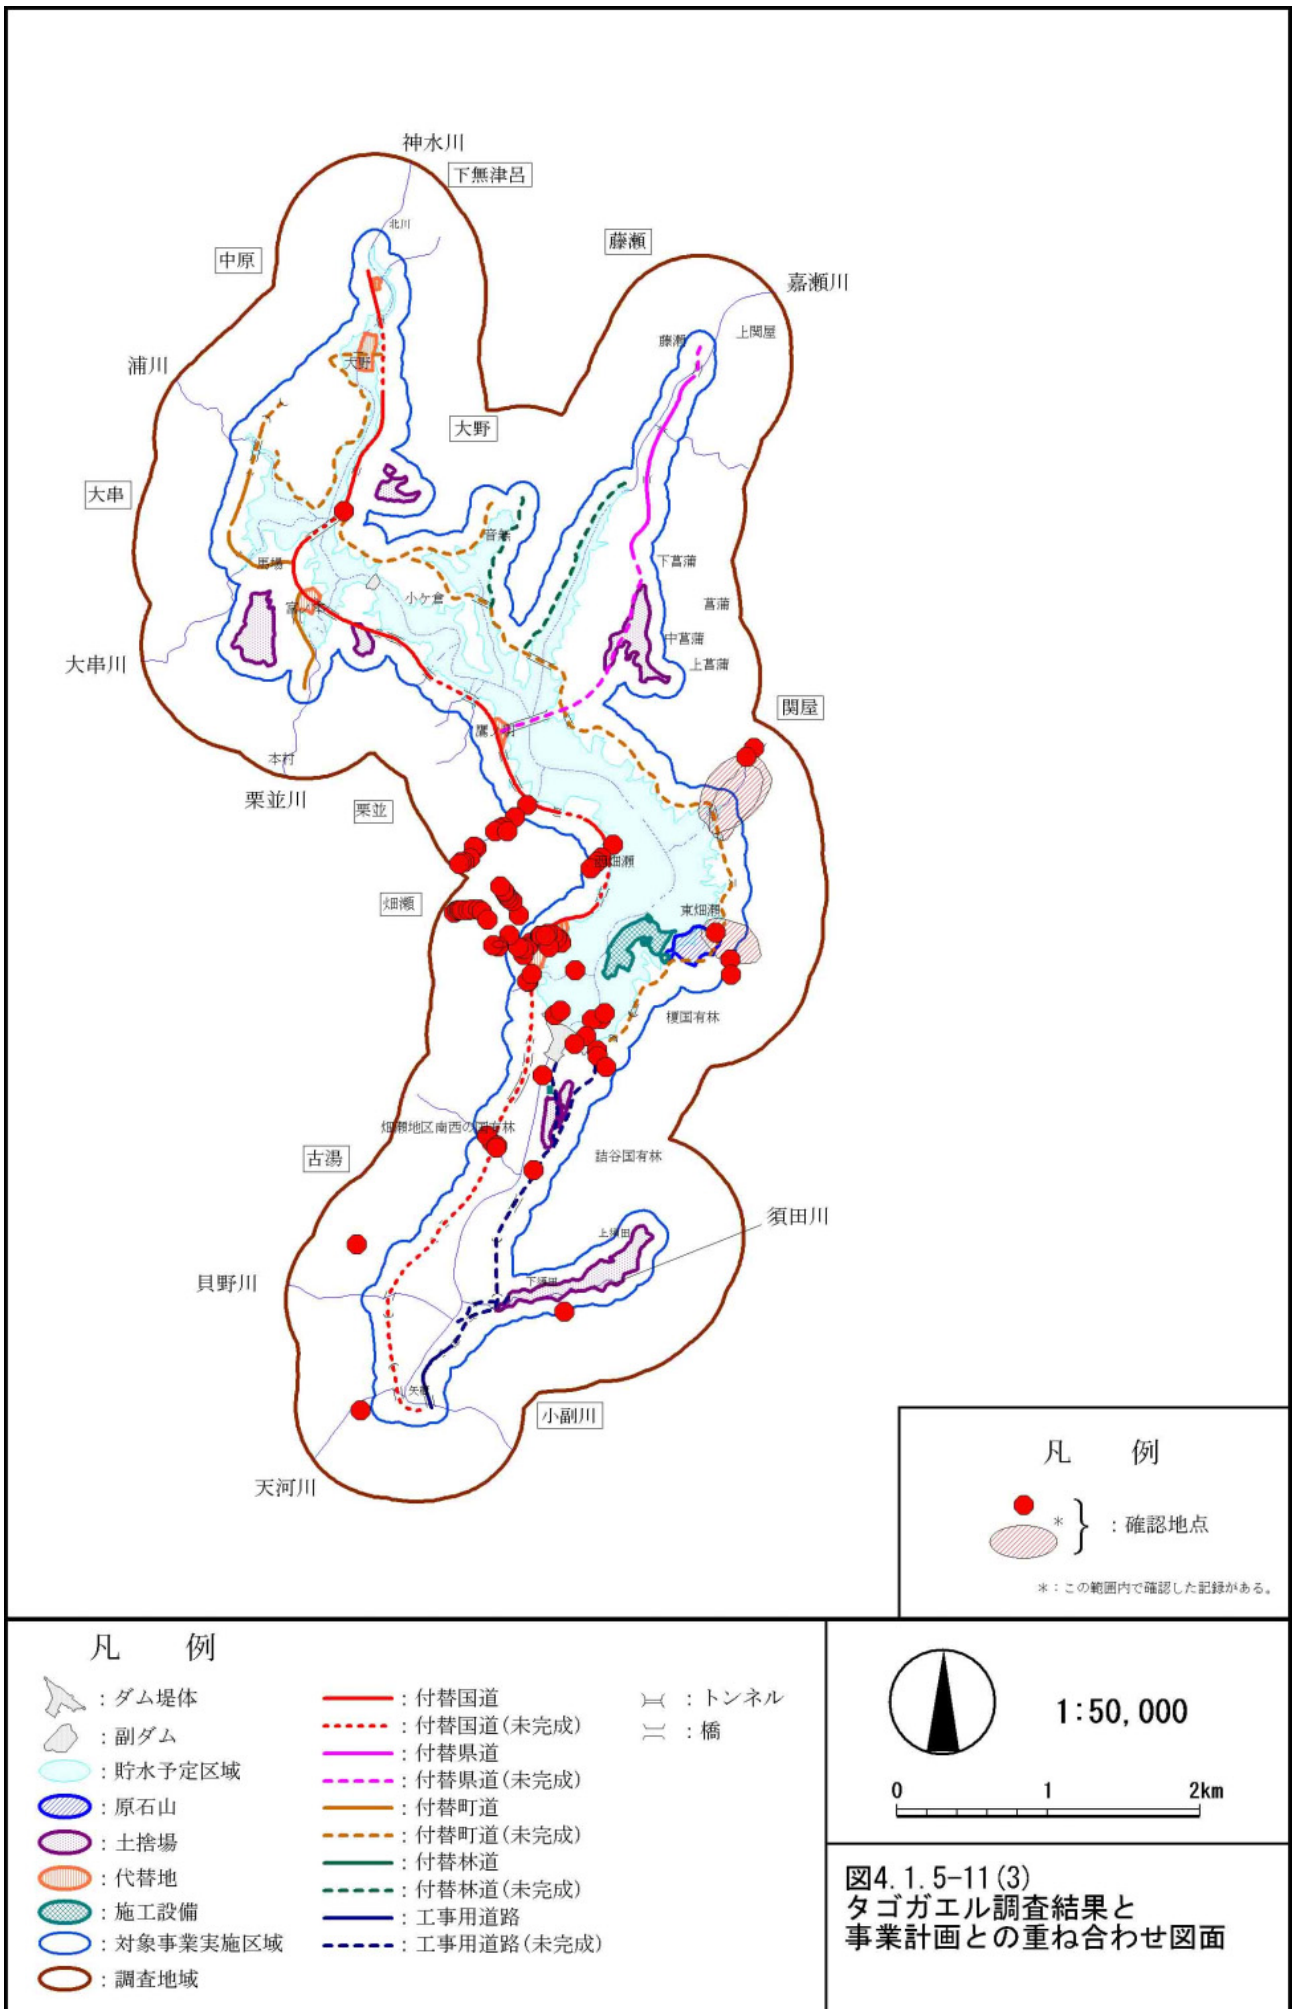 神水川
下無津呂
北川
中原
藤瀬
嘉瀬川
上関屋
藤瀬
浦川
大野
大野
大串
音無
馬場
下菖蒲
小ケ倉
菖蒲
中菖蒲
上菖蒲
大串川
関屋
本村
栗並川
栗並
西畑瀬
畑瀬
東畑瀬
榎国有林
畑瀬地区南西の国有林
古湯
詰谷国有林
須田川
上須田
貝野川
下須田
小副川
天河川
凡 例
*
：確認地点
*：この範囲内で確認した記録がある。
凡 例
：ダム堤体
：副ダム
：貯水予定区域
：原石山
：土捨場
：代替地
：施工設備
：対象事業実施区域
：調査地域
：付替国道
：付替国道(未完成)
：付替県道
：付替県道(未完成)
：付替町道
：付替町道(未完成)
：付替林道
：付替林道(未完成)
：工事用道路
：工事用道路(未完成)
：トンネル
：橋
1:50,000
0 1 2km
図4.1.5-11(3)
タゴガエル調査結果と
事業計画との重ね合わせ図面